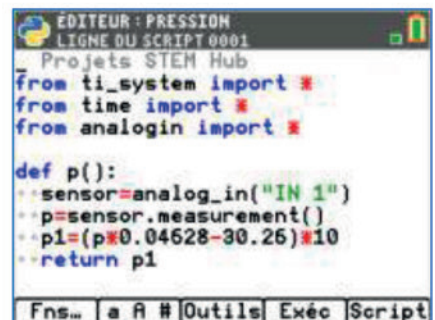 ÉDITEUR : PRESSION
LIGNE DU SCRIPT 0001
Projets STEM Hub
from ti_system import *
from time import *
from analogin import *
def p():
sensor=analog_in("IN 1")
p=sensor.measurement()
p1=(p*0.04628-30.26)*10
return p1
Fns… a A # Outils Exéc Script